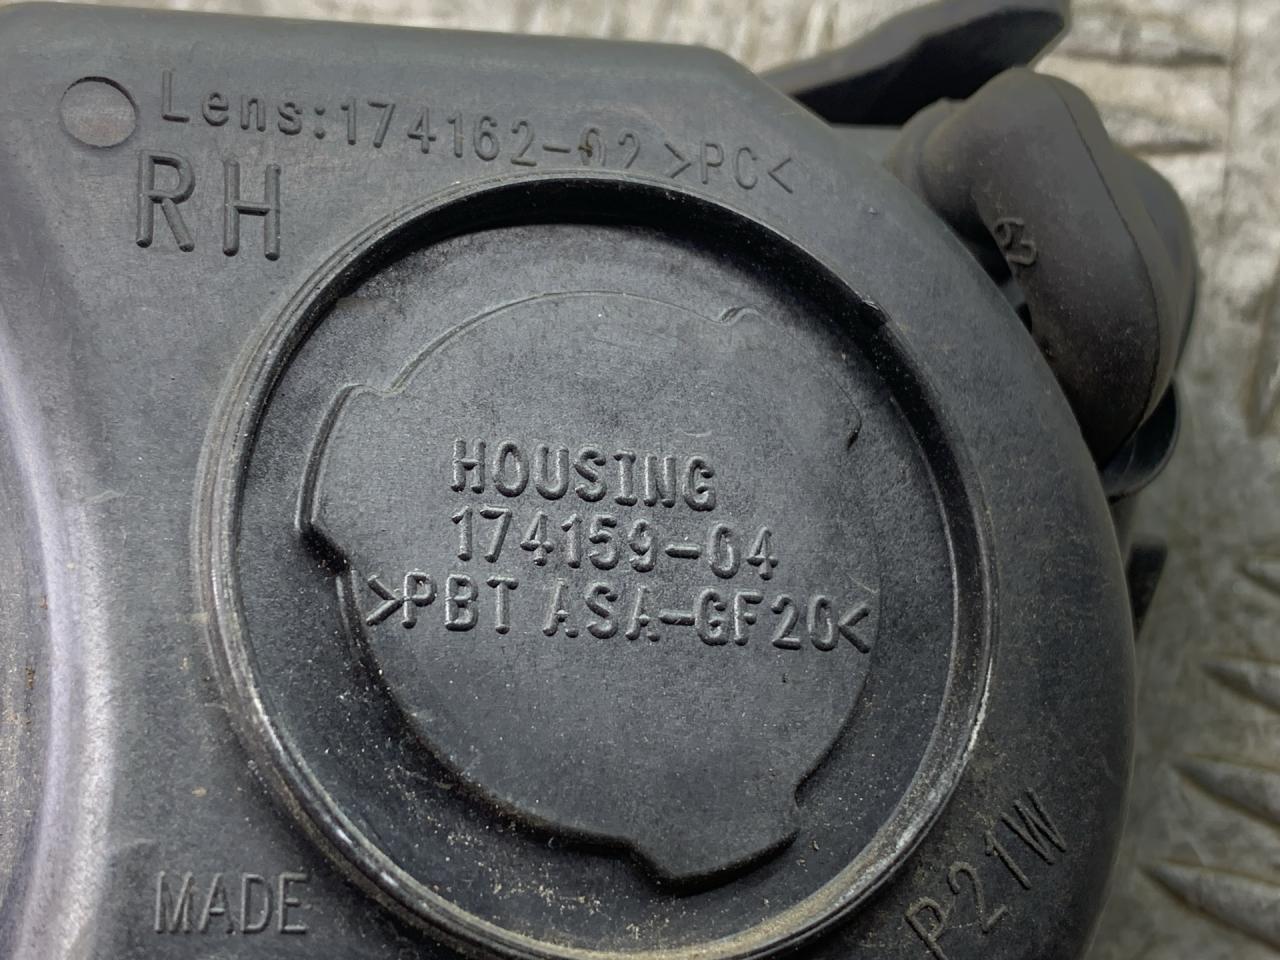 Lens:174162-02 >PC<
RH
HOUSING
174159-04
>PBT ASA-GF20<
P21W
MADE